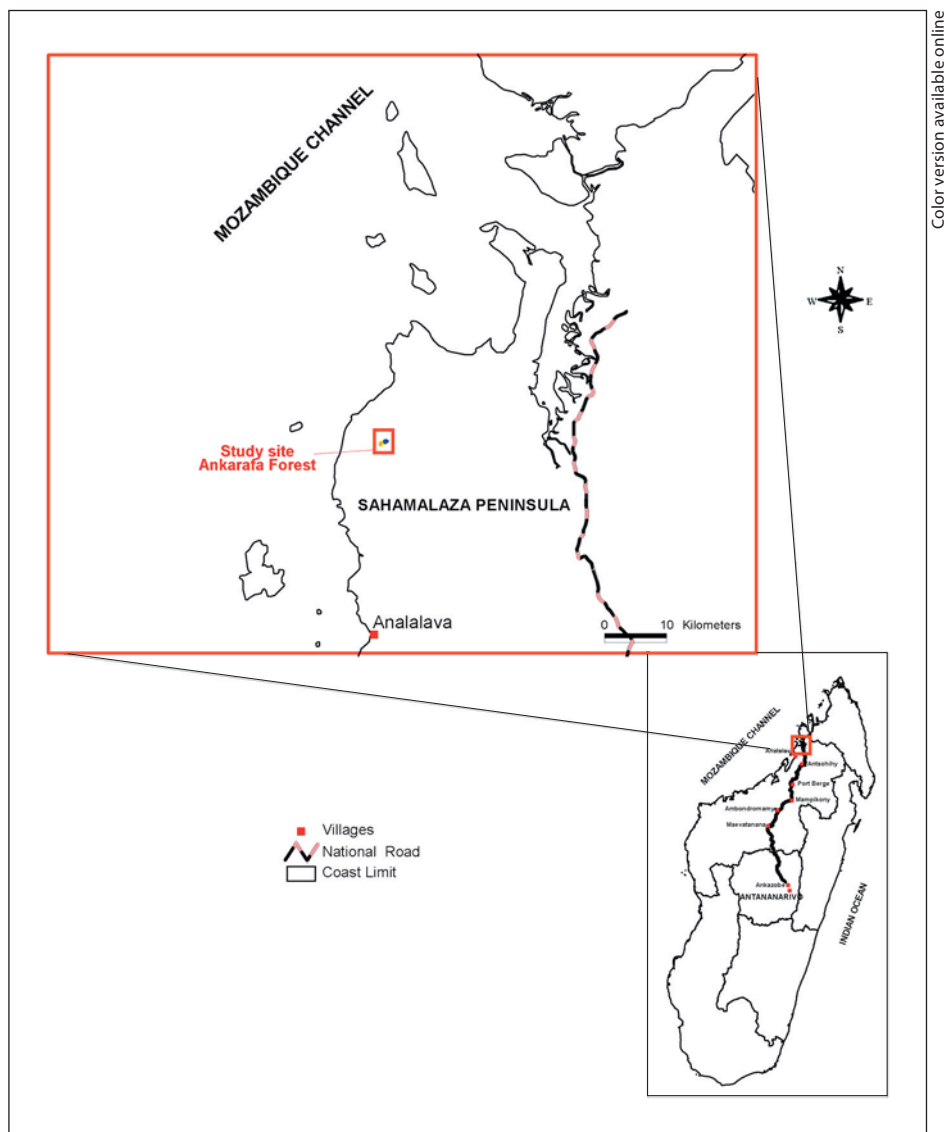 Color version available online
MOZAMBIQUE CHANNEL
N
W E
S
Study site
Ankarafa Forest
SAHAMALAZA PENINSULA
Analalava
0 10 Kilometers
MOZAMBIQUE CHANNEL
Antsohihy
Port Berge
Mampikony
Ambondromamy
Maevatanana
Ankazobe
ANTANANARIVO
INDIAN OCEAN
Villages
National Road
Coast Limit